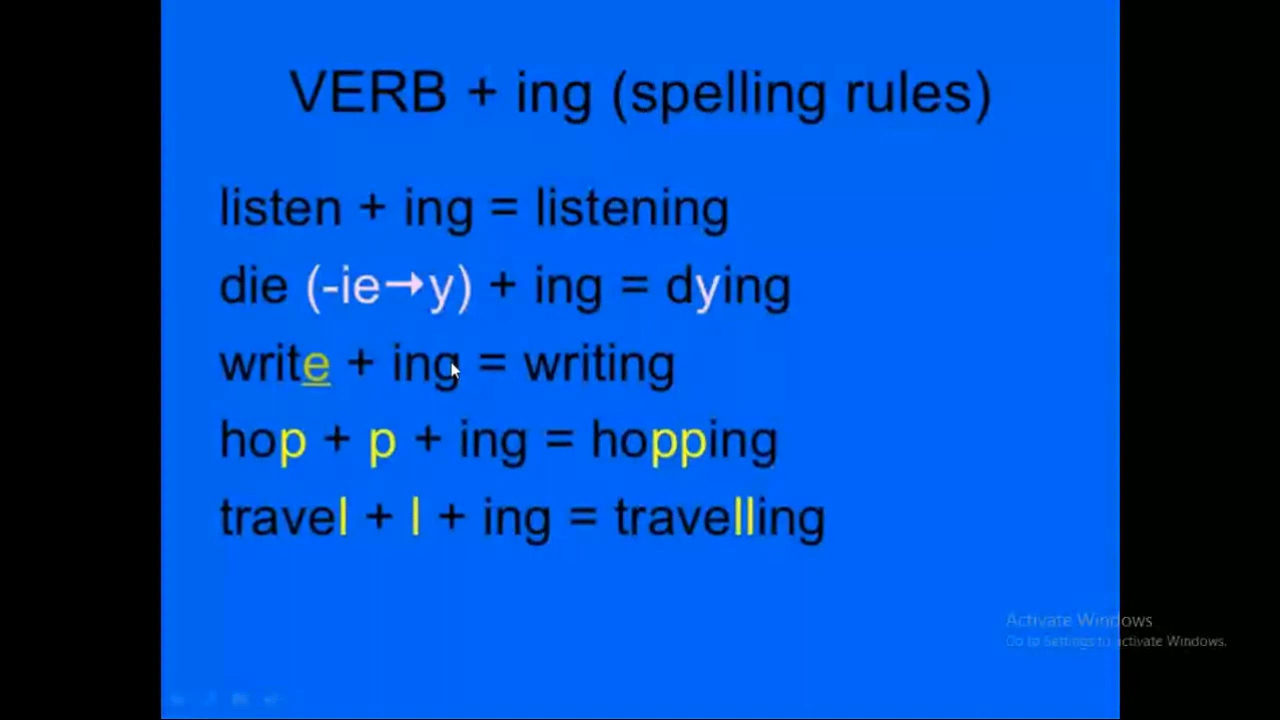 VERB + ing (spelling rules)
listen + ing = listening
die (-ie→y) + ing = dying
write + ing = writing
hop + p + ing = hopping
travel + l + ing = travelling
Activate Windows
Go to Settings to activate Windows.